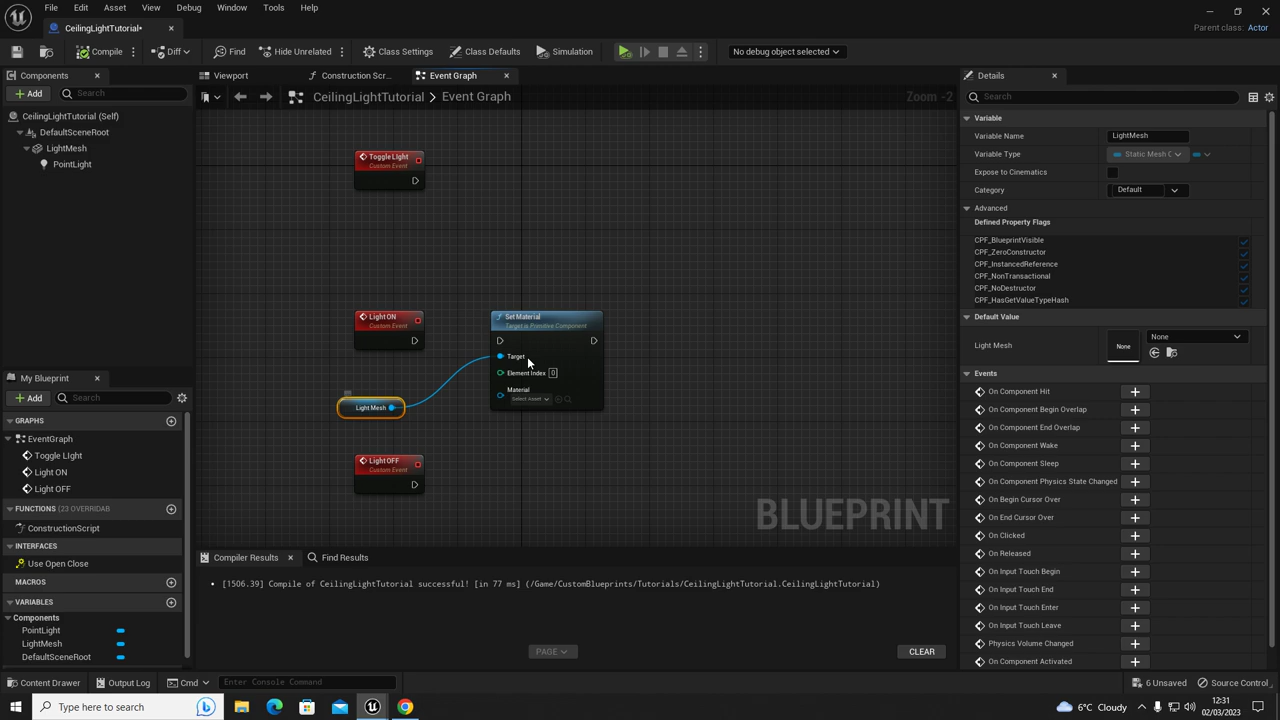 File Edit Asset View Debug Window Tools Help
CeilingLightTutorial•
Parent class: Actor
Compile Diff Find Hide Unrelated Class Settings Class Defaults Simulation No debug object selected
Components
Add Search
CeilingLightTutorial (Self)
DefaultSceneRoot
LightMesh
PointLight
Viewport Construction Scr... Event Graph
CeilingLightTutorial > Event Graph Zoom -2
Toggle LIght
Custom Event
Light ON
Custom Event
Set Material
Target is Primitive Component
Target
Element Index 0
Material
Select Asset
Light Mesh
Light OFF
Custom Event
BLUEPRINT
My Blueprint
Add Search
GRAPHS
EventGraph
Toggle LIght
Light ON
Light OFF
FUNCTIONS (23 OVERRIDAB
ConstructionScript
INTERFACES
Use Open Close
MACROS
VARIABLES
Components
PointLight
LightMesh
DefaultSceneRoot
Compiler Results Find Results
[1506.39] Compile of CeilingLightTutorial successful! [in 77 ms] (/Game/CustomBlueprints/Tutorials/CeilingLightTutorial.CeilingLightTutorial)
PAGE CLEAR
Details
Search
Variable
Variable Name LightMesh
Variable Type Static Mesh C
Expose to Cinematics
Category Default
Advanced
Defined Property Flags
CPF_BlueprintVisible
CPF_ZeroConstructor
CPF_InstancedReference
CPF_NonTransactional
CPF_NoDestructor
CPF_HasGetValueTypeHash
Default Value
Light Mesh None None
Events
On Component Hit
On Component Begin Overlap
On Component End Overlap
On Component Wake
On Component Sleep
On Component Physics State Changed
On Begin Cursor Over
On End Cursor Over
On Clicked
On Released
On Input Touch Begin
On Input Touch End
On Input Touch Enter
On Input Touch Leave
Physics Volume Changed
On Component Activated
Content Drawer Output Log Cmd Enter Console Command 6 Unsaved Source Control
Type here to search 6°C Cloudy 12:31
02/03/2023